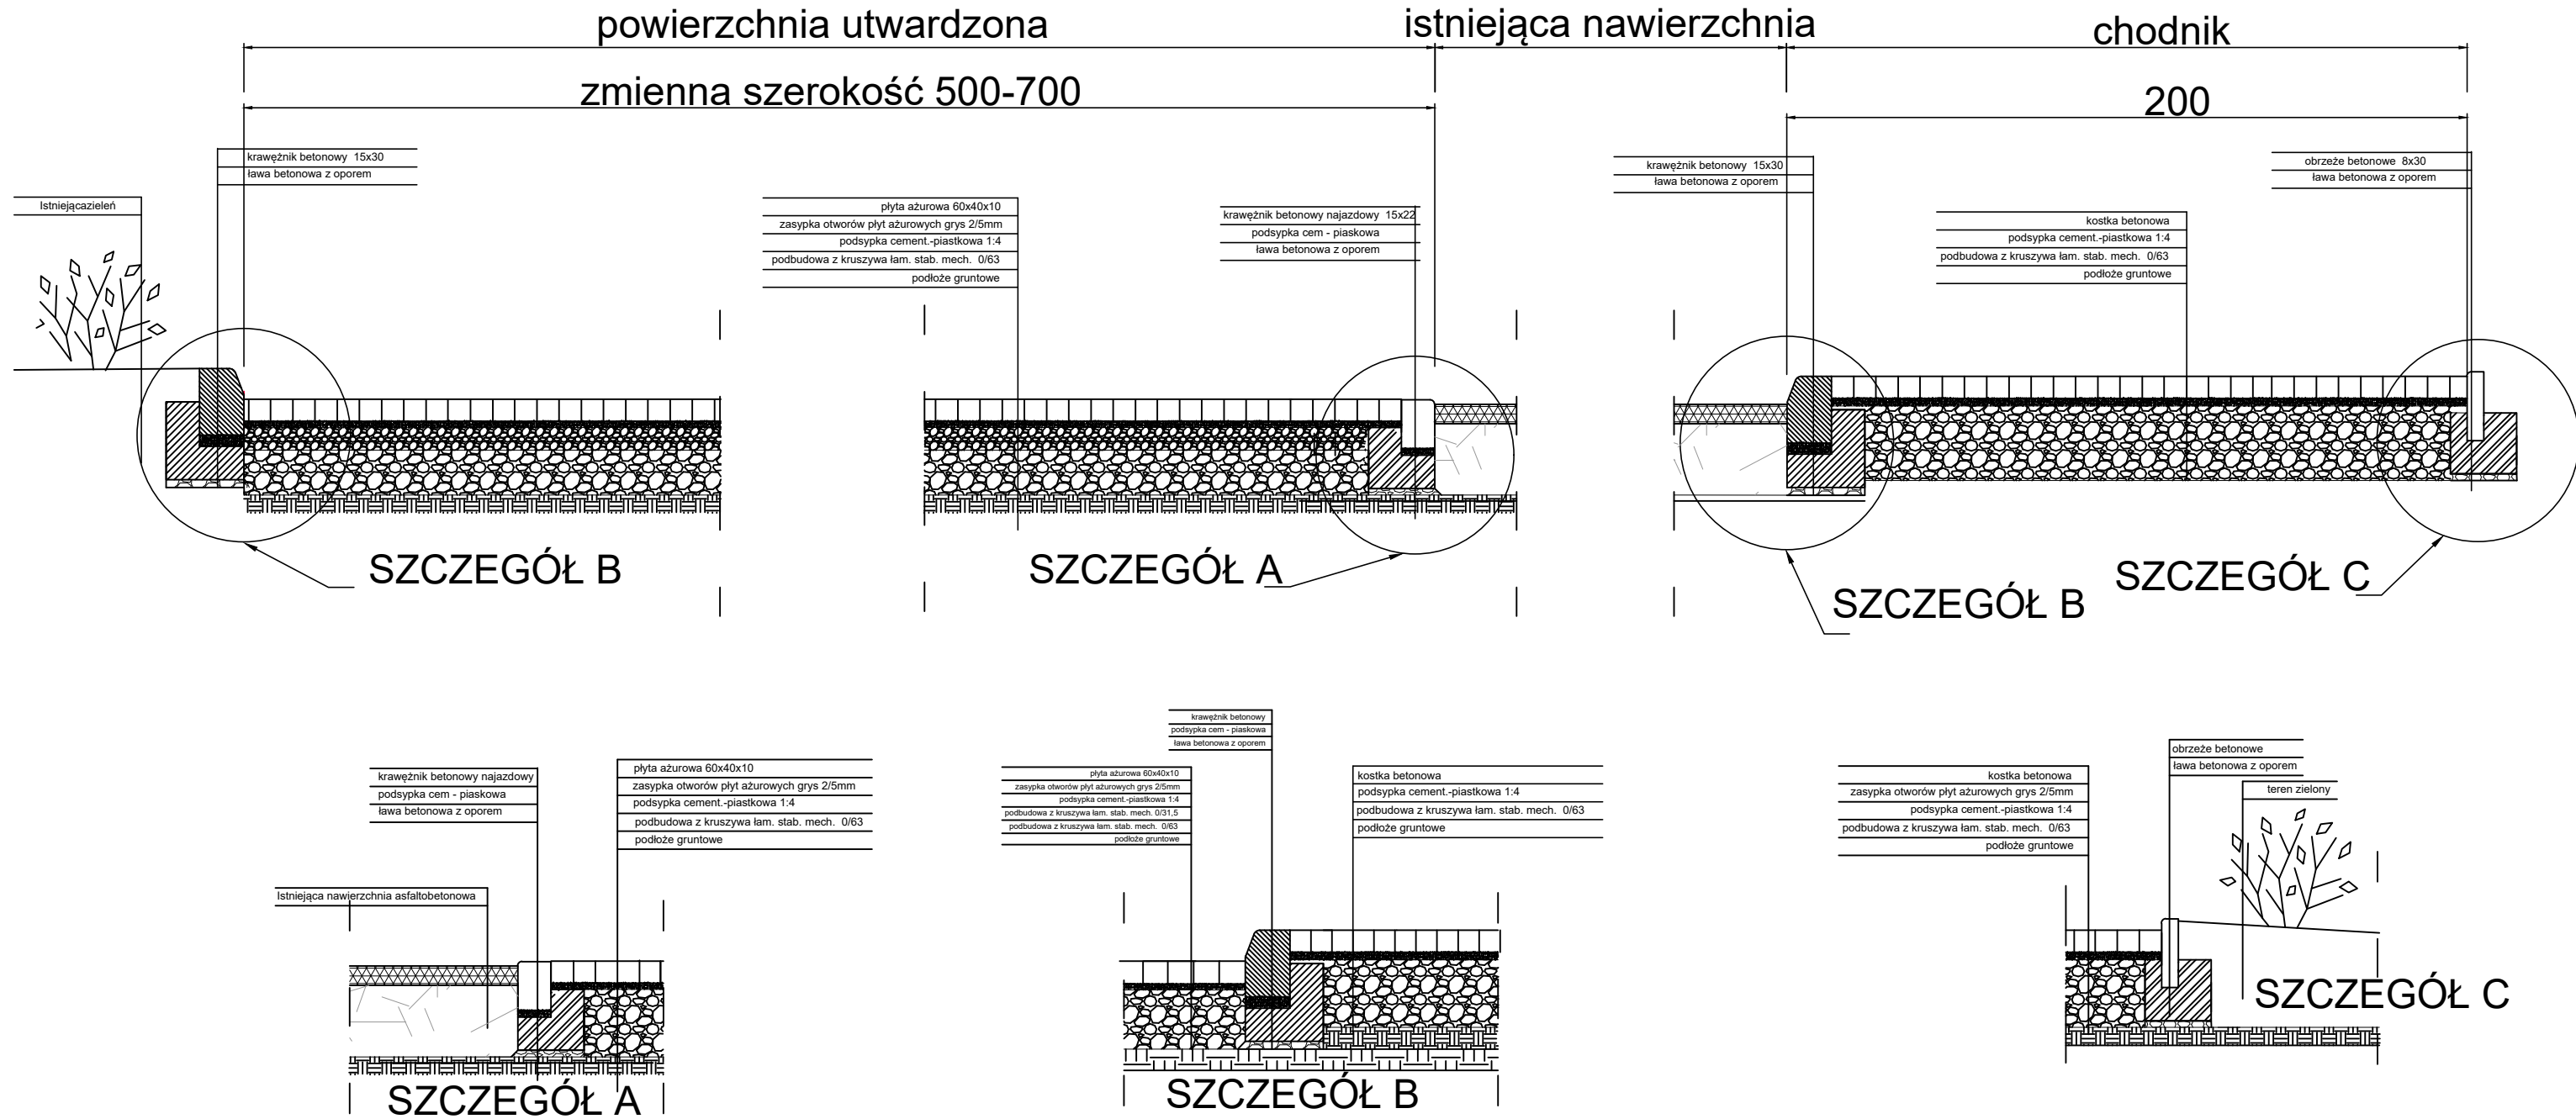 powierzchnia utwardzona
istniejąca nawierzchnia
chodnik
zmienna szerokość 500-700
200
krawężnik betonowy 15x30
ława betonowa z oporem
Istniejącazieleń
płyta ażurowa 60x40x10
zasypka otworów płyt ażurowych grys 2/5mm
podsypka cement.-piastkowa 1:4
podbudowa z kruszywa łam. stab. mech. 0/63
podłoże gruntowe
krawężnik betonowy najazdowy 15x22
podsypka cem - piaskowa
ława betonowa z oporem
krawężnik betonowy 15x30
ława betonowa z oporem
kostka betonowa
podsypka cement.-piastkowa 1:4
podbudowa z kruszywa łam. stab. mech. 0/63
podłoże gruntowe
obrzeże betonowe 8x30
ława betonowa z oporem
SZCZEGÓŁ B
SZCZEGÓŁ A
SZCZEGÓŁ B
SZCZEGÓŁ C
krawężnik betonowy najazdowy
podsypka cem - piaskowa
ława betonowa z oporem
płyta ażurowa 60x40x10
zasypka otworów płyt ażurowych grys 2/5mm
podsypka cement.-piastkowa 1:4
podbudowa z kruszywa łam. stab. mech. 0/63
podłoże gruntowe
Istniejąca nawierzchnia asfaltobetonowa
SZCZEGÓŁ A
krawężnik betonowy
podsypka cem - piaskowa
ława betonowa z oporem
płyta ażurowa 60x40x10
zasypka otworów płyt ażurowych grys 2/5mm
podsypka cement.-piastkowa 1:4
podbudowa z kruszywa łam. stab. mech. 0/31,5
podbudowa z kruszywa łam. stab. mech. 0/63
podłoże gruntowe
kostka betonowa
podsypka cement.-piastkowa 1:4
podbudowa z kruszywa łam. stab. mech. 0/63
podłoże gruntowe
SZCZEGÓŁ B
kostka betonowa
zasypka otworów płyt ażurowych grys 2/5mm
podsypka cement.-piastkowa 1:4
podbudowa z kruszywa łam. stab. mech. 0/63
podłoże gruntowe
obrzeże betonowe
ława betonowa z oporem
teren zielony
SZCZEGÓŁ C